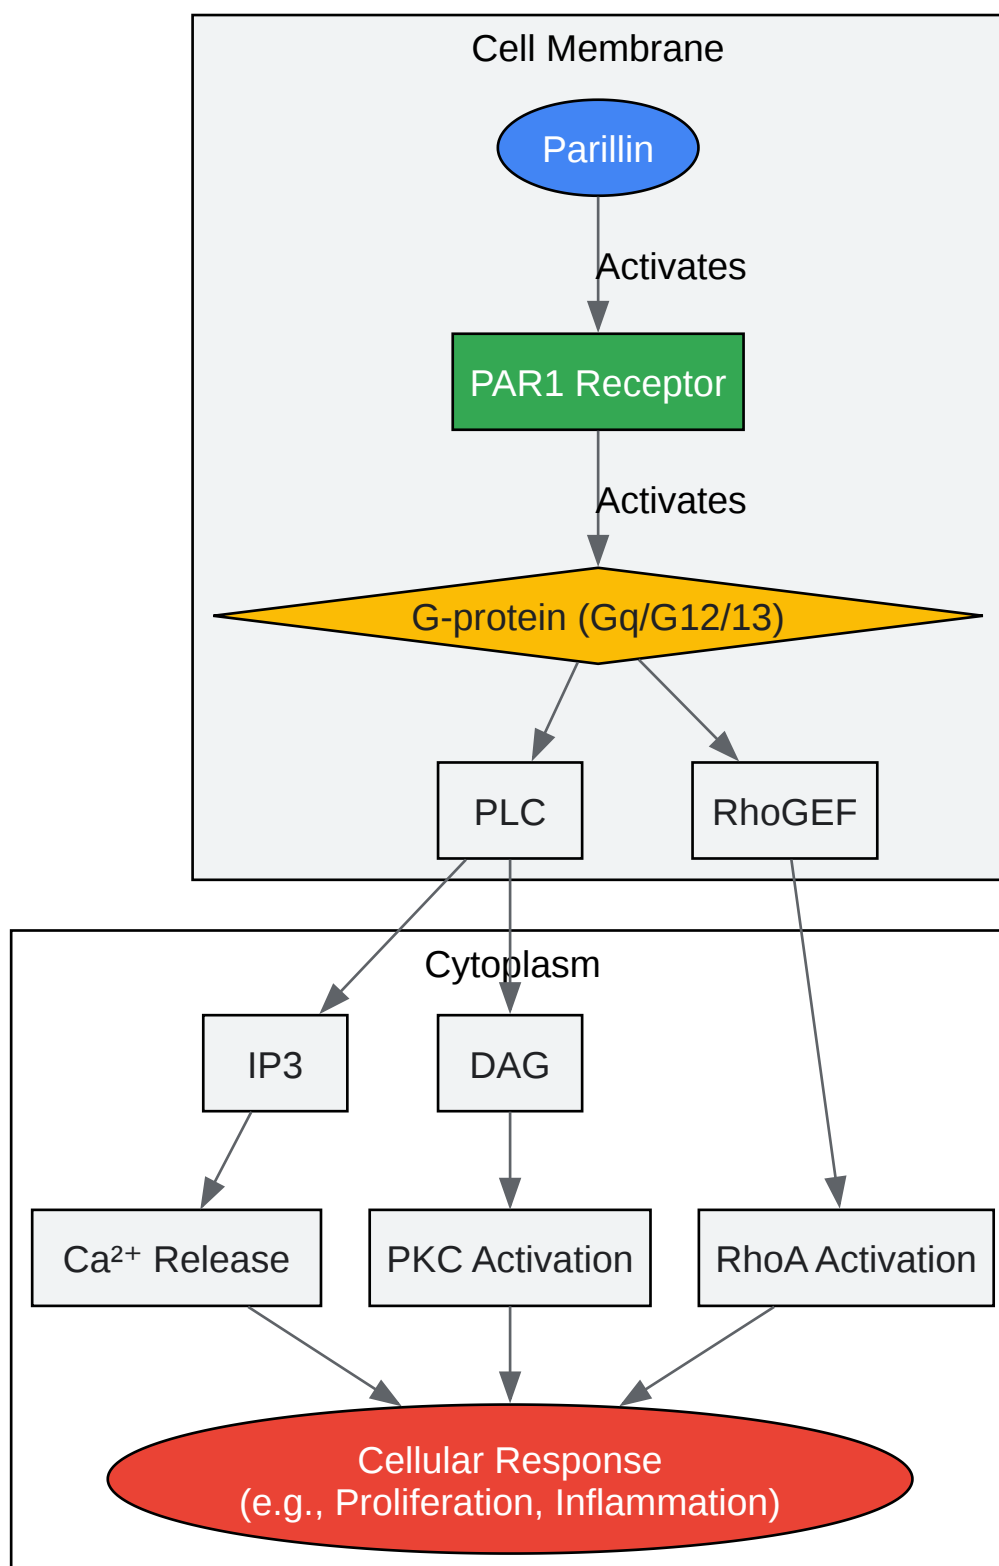 Cell Membrane
Parillin
Activates
PAR1 Receptor
Activates
G-protein (Gq/G12/13)
PLC
RhoGEF
Cytoplasm
IP3
DAG
Ca²⁺ Release
PKC Activation
RhoA Activation
Cellular Response
(e.g., Proliferation, Inflammation)